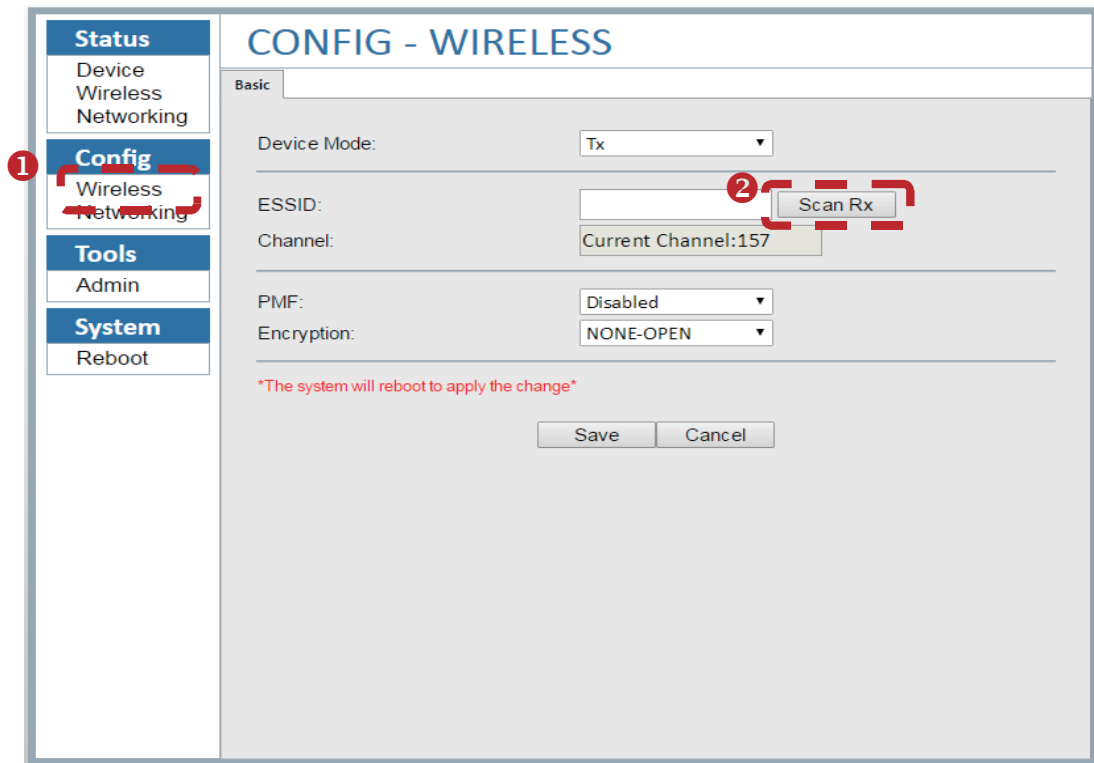 Status
Device
Wireless
Networking
1
Config
Wireless
Networking
Tools
Admin
System
Reboot
CONFIG - WIRELESS
Basic
Device Mode: Tx
ESSID: 2 Scan Rx
Channel: Current Channel:157
PMF: Disabled
Encryption: NONE-OPEN
*The system will reboot to apply the change*
Save Cancel